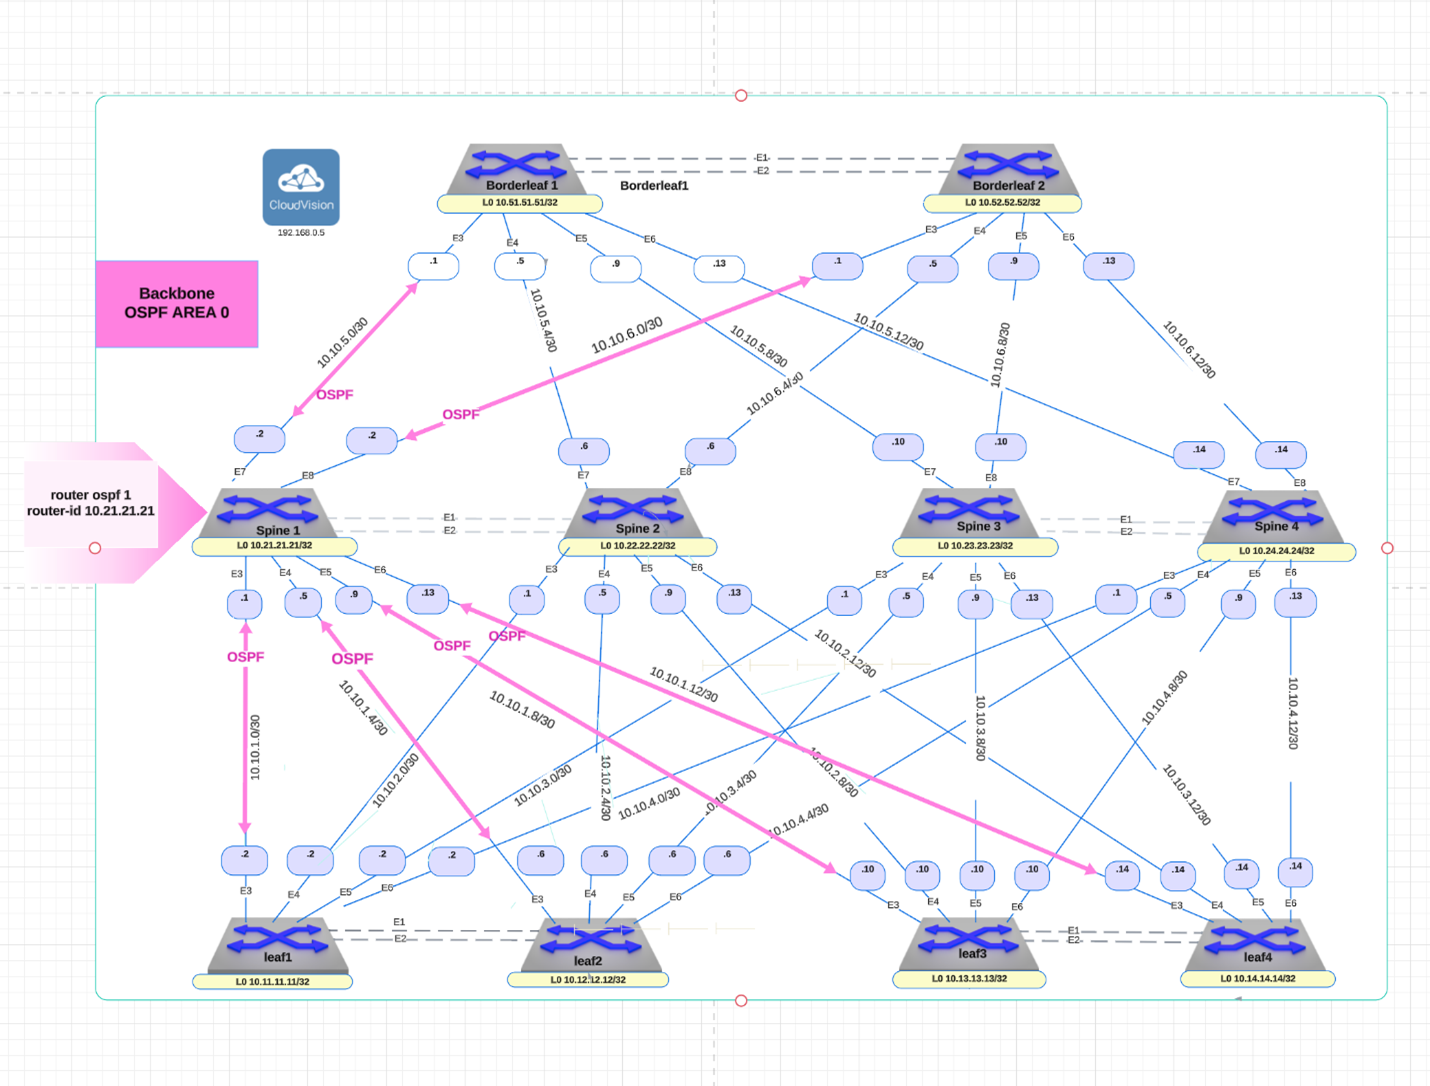 E1
E2
Borderleaf 1
Borderleaf1
Borderleaf 2
L0 10.51.51.51/32
L0 10.52.52.52/32
CloudVision
192.168.0.5
E3
E4
E5
E6
E3
E4
E5
E6
.1
.5
.9
.13
.1
.5
.9
.13
Backbone
OSPF AREA 0
10.10.5.0/30
10.10.5.4/30
10.10.6.0/30
10.10.5.8/30
10.10.5.12/30
10.10.6.4/30
10.10.6.8/30
10.10.6.12/30
OSPF
OSPF
.2
.2
.6
.6
.10
.10
.14
.14
E7
E8
E7
E8
E7
E8
E7
E8
router ospf 1
router-id 10.21.21.21
Spine 1
E1
E2
Spine 2
Spine 3
E1
E2
Spine 4
L0 10.21.21.21/32
L0 10.22.22.22/32
L0 10.23.23.23/32
L0 10.24.24.24/32
E3
E4
E5
E6
E3
E4
E5
E6
E3
E4
E5
E6
E3
E4
E5
E6
.1
.5
.9
.13
.1
.5
.9
.13
.1
.5
.9
.13
.1
.5
.9
.13
OSPF
OSPF
OSPF
OSPF
10.10.1.0/30
10.10.1.4/30
10.10.1.8/30
10.10.1.12/30
10.10.2.0/30
10.10.2.4/30
10.10.2.8/30
10.10.2.12/30
10.10.3.0/30
10.10.3.4/30
10.10.3.8/30
10.10.3.12/30
10.10.4.0/30
10.10.4.4/30
10.10.4.8/30
10.10.4.12/30
.2
.2
.2
.2
.6
.6
.6
.6
.10
.10
.10
.10
.14
.14
.14
.14
E3
E4
E5
E6
E3
E4
E5
E6
E3
E4
E5
E6
E3
E4
E5
E6
leaf1
E1
E2
leaf2
leaf3
E1
E2
leaf4
L0 10.11.11.11/32
L0 10.12.12.12/32
L0 10.13.13.13/32
L0 10.14.14.14/32